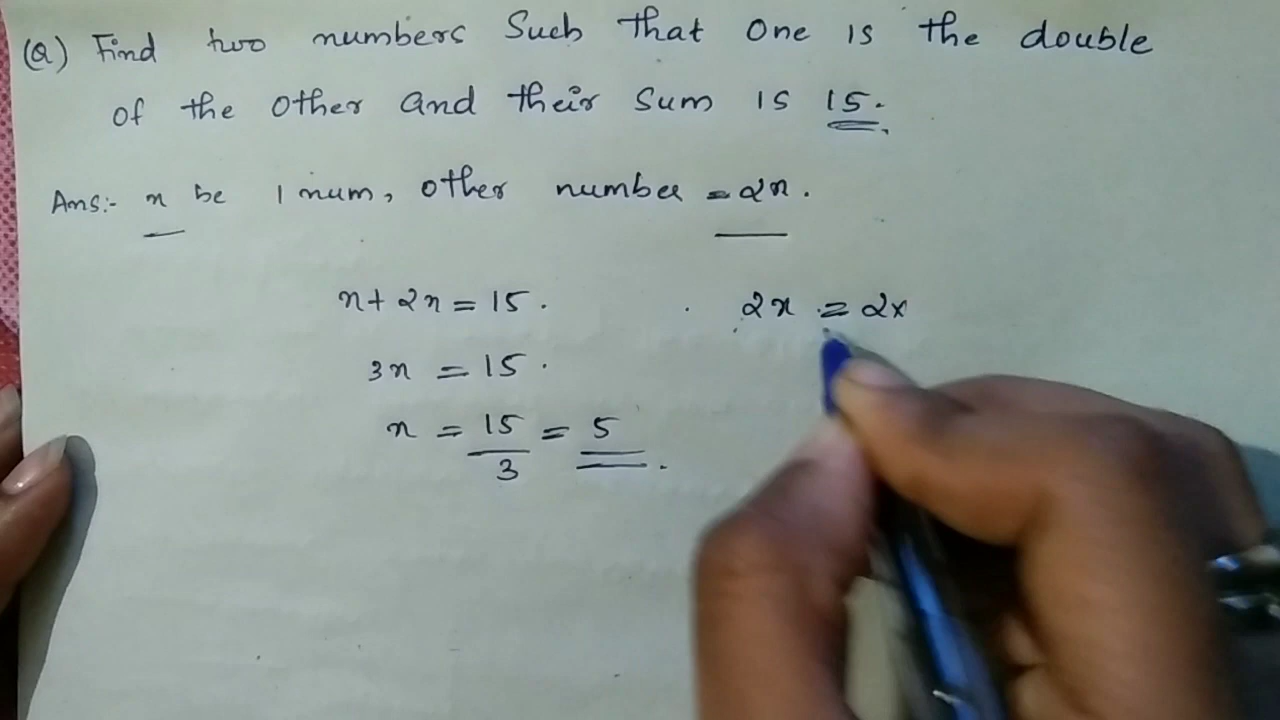 (Q) Find two numbers Such that One is the double
of the Other and their Sum is 15.
Ans:- x be 1 num, other number = 2x.
x + 2x = 15.
3x = 15.
x = 15/3 = 5.
2x = 2x